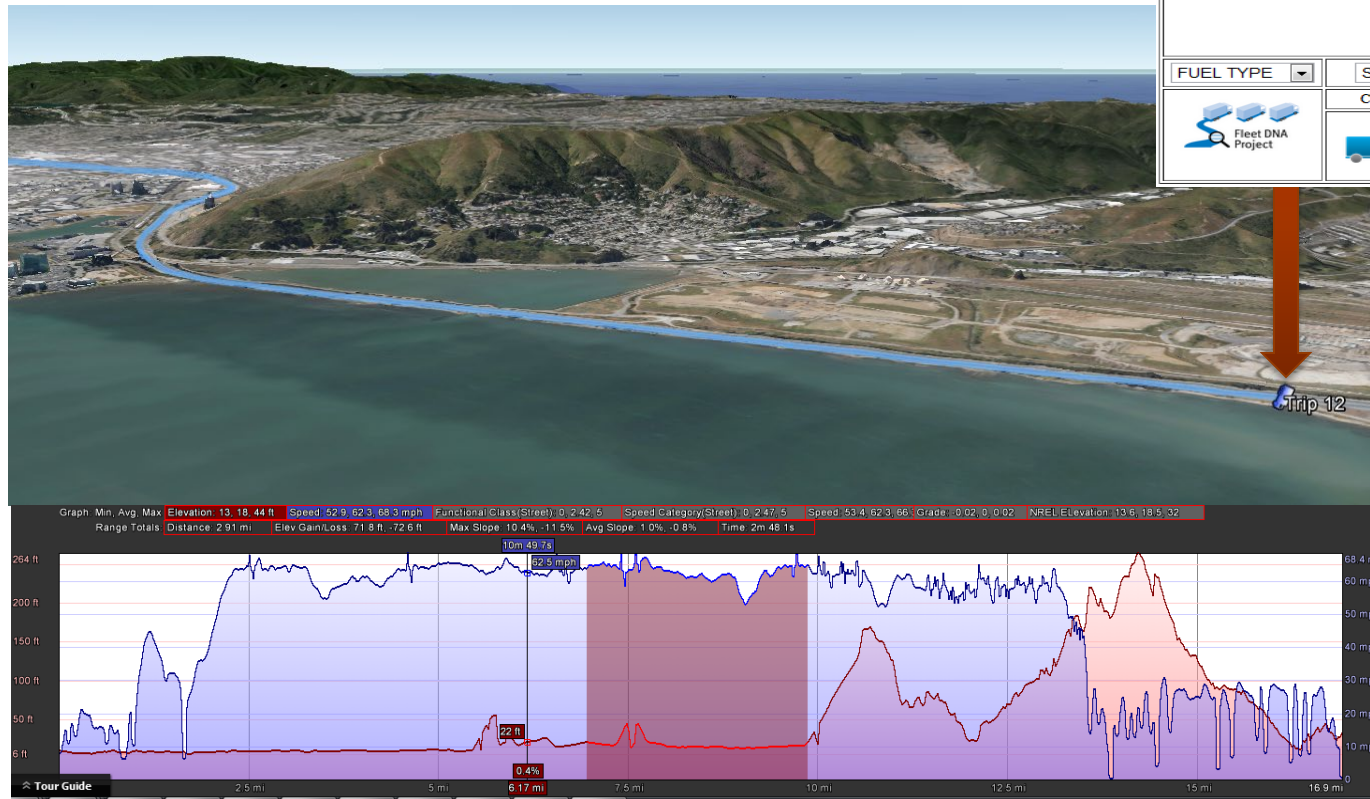 FUEL TYPE
Fleet DNA
Project
Trip 12
Graph Min, Avg, Max Elevation: 13, 18, 44 ft Speed: 52.9, 62.3, 68.3 mph Functional Class(Street): 0, 2.42, 5 Speed Category(Street): 0, 2.47, 5 Speed: 53.4, 62.3, 66. Grade: -0.02, 0, 0.02 NREL ELevation: 13.6, 18.5, 32
Range Totals Distance: 2.91 mi Elev Gain/Loss: 71.8 ft, -72.6 ft Max Slope: 10.4%, -11.5% Avg Slope: 1.0%, -0.8% Time: 2m 48.1s
10m 49.7s
264 ft 62.5 mph 68.4 m
60 mp
200 ft
50 mp
150 ft
40 mp
100 ft 30 mp
50 ft 22 ft 20 mp
6 ft 10 mp
0.4% 0
Tour Guide 2.5 mi 5 mi 6.17 mi 7.5 mi 10 mi 12.5 mi 15 mi 16.9 mi